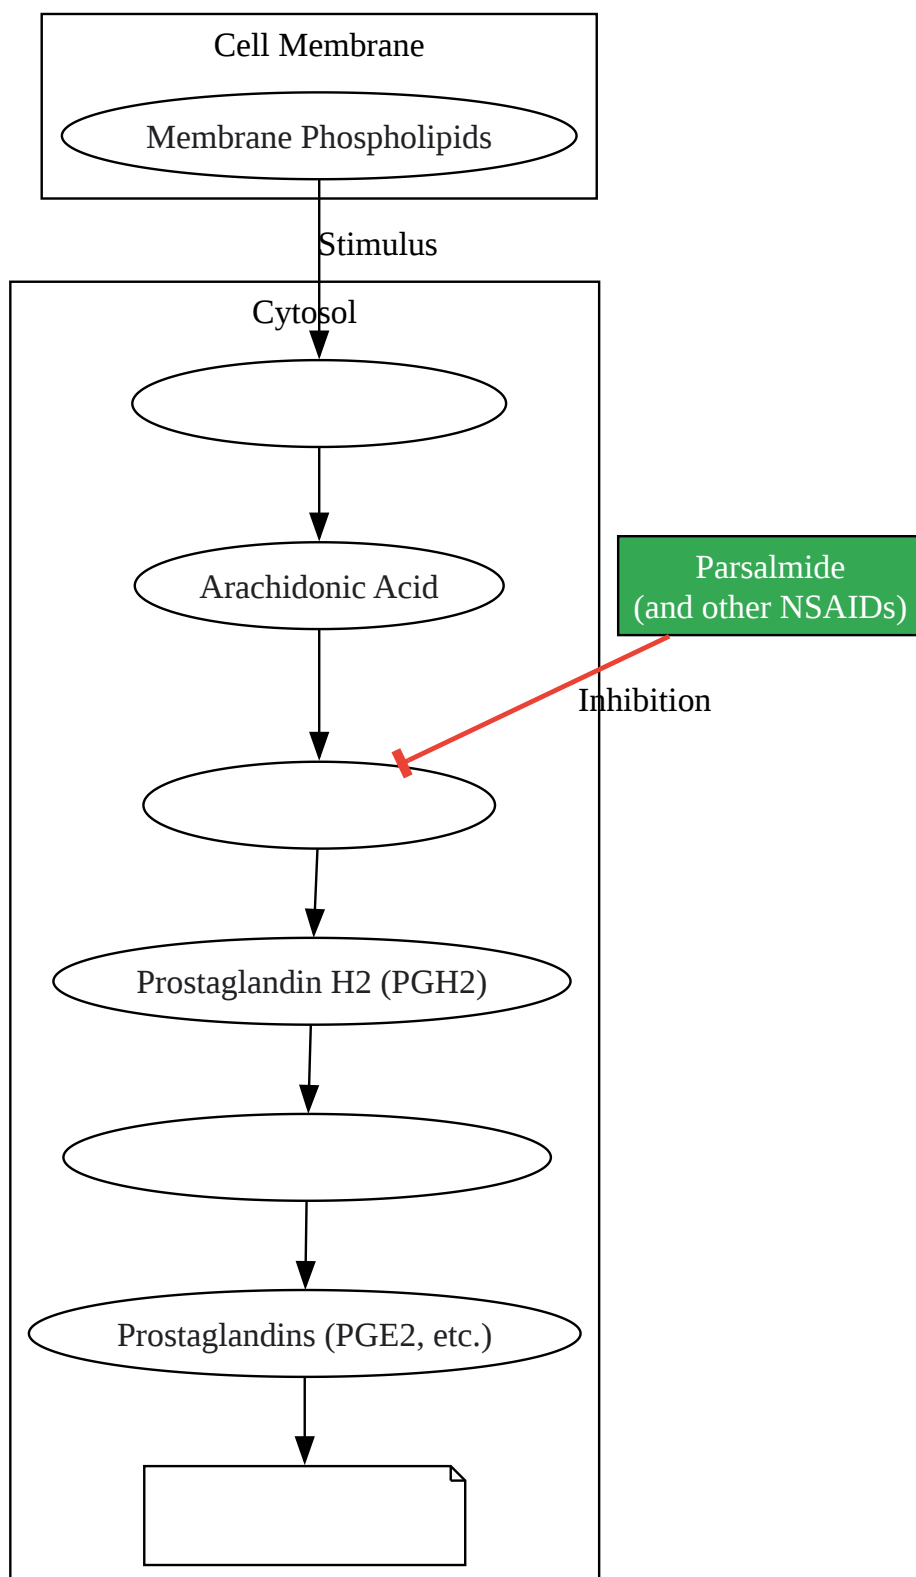 Cell Membrane
Membrane Phospholipids
Stimulus
Cytosol
Arachidonic Acid
Parsalmide
(and other NSAIDs)
Inhibition
Prostaglandin H2 (PGH2)
Prostaglandins (PGE2, etc.)